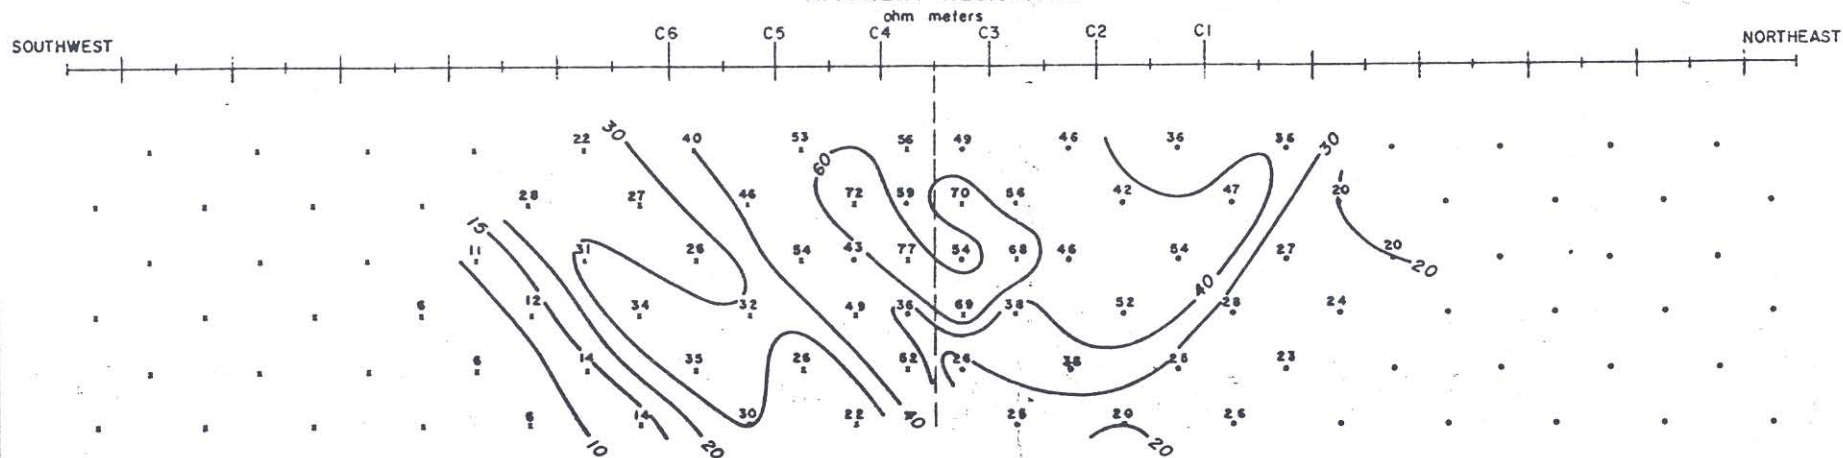 ohm meters
SOUTHWEST C6 C5 C4 C3 C2 C1 NORTHEAST
22 30 40 53 56 49 46 36 36 30
60
28 27 46 72 59 70 56 42 47 20
15
11 31 26 54 43 77 54 68 46 54 27 20 20
40
6 12 34 32 49 36 69 38 52 28 24
6 14 35 26 52 26 38 25 23
6 14 30 22 40 25 20 26
10 20 20